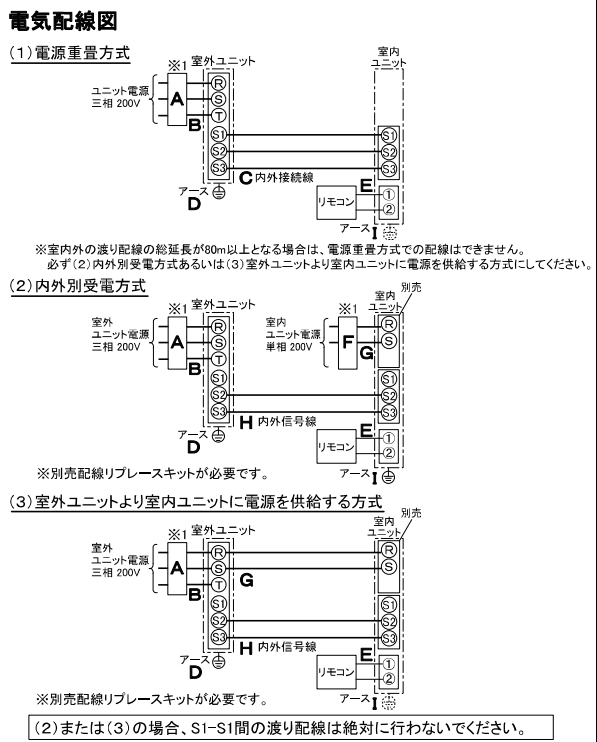 電気配線図
(1)電源重畳方式
※1 室外ユニット
室内
ユニット
ユニット電源
三相 200V
A
B
R
S
T
S1
S2
S3
S1
S2
S3
C 内外接続線
アース
D
E
リモコン
①
②
アース I
※室内外の渡り配線の総延長が80m以上となる場合は、電源重畳方式での配線はできません。
必ず(2)内外別受電方式あるいは(3)室外ユニットより室内ユニットに電源を供給する方式にしてください。
(2)内外別受電方式
※1 室外ユニット
※1
室内
ユニット
別売
室外
ユニット電源
三相 200V
A
B
R
S
T
S1
S2
S3
室内
ユニット電源
単相 200V
F
G
R
S
S1
S2
S3
H 内外信号線
アース
D
E
リモコン
①
②
アース I
※別売配線リプレースキットが必要です。
(3)室外ユニットより室内ユニットに電源を供給する方式
※1 室外ユニット
室内
ユニット
別売
室外
ユニット電源
三相 200V
A
B
R
S
T
S1
S2
S3
G
R
S
S1
S2
S3
H 内外信号線
アース
D
E
リモコン
①
②
アース I
※別売配線リプレースキットが必要です。
(2)または(3)の場合、S1-S1間の渡り配線は絶対に行わないでください。